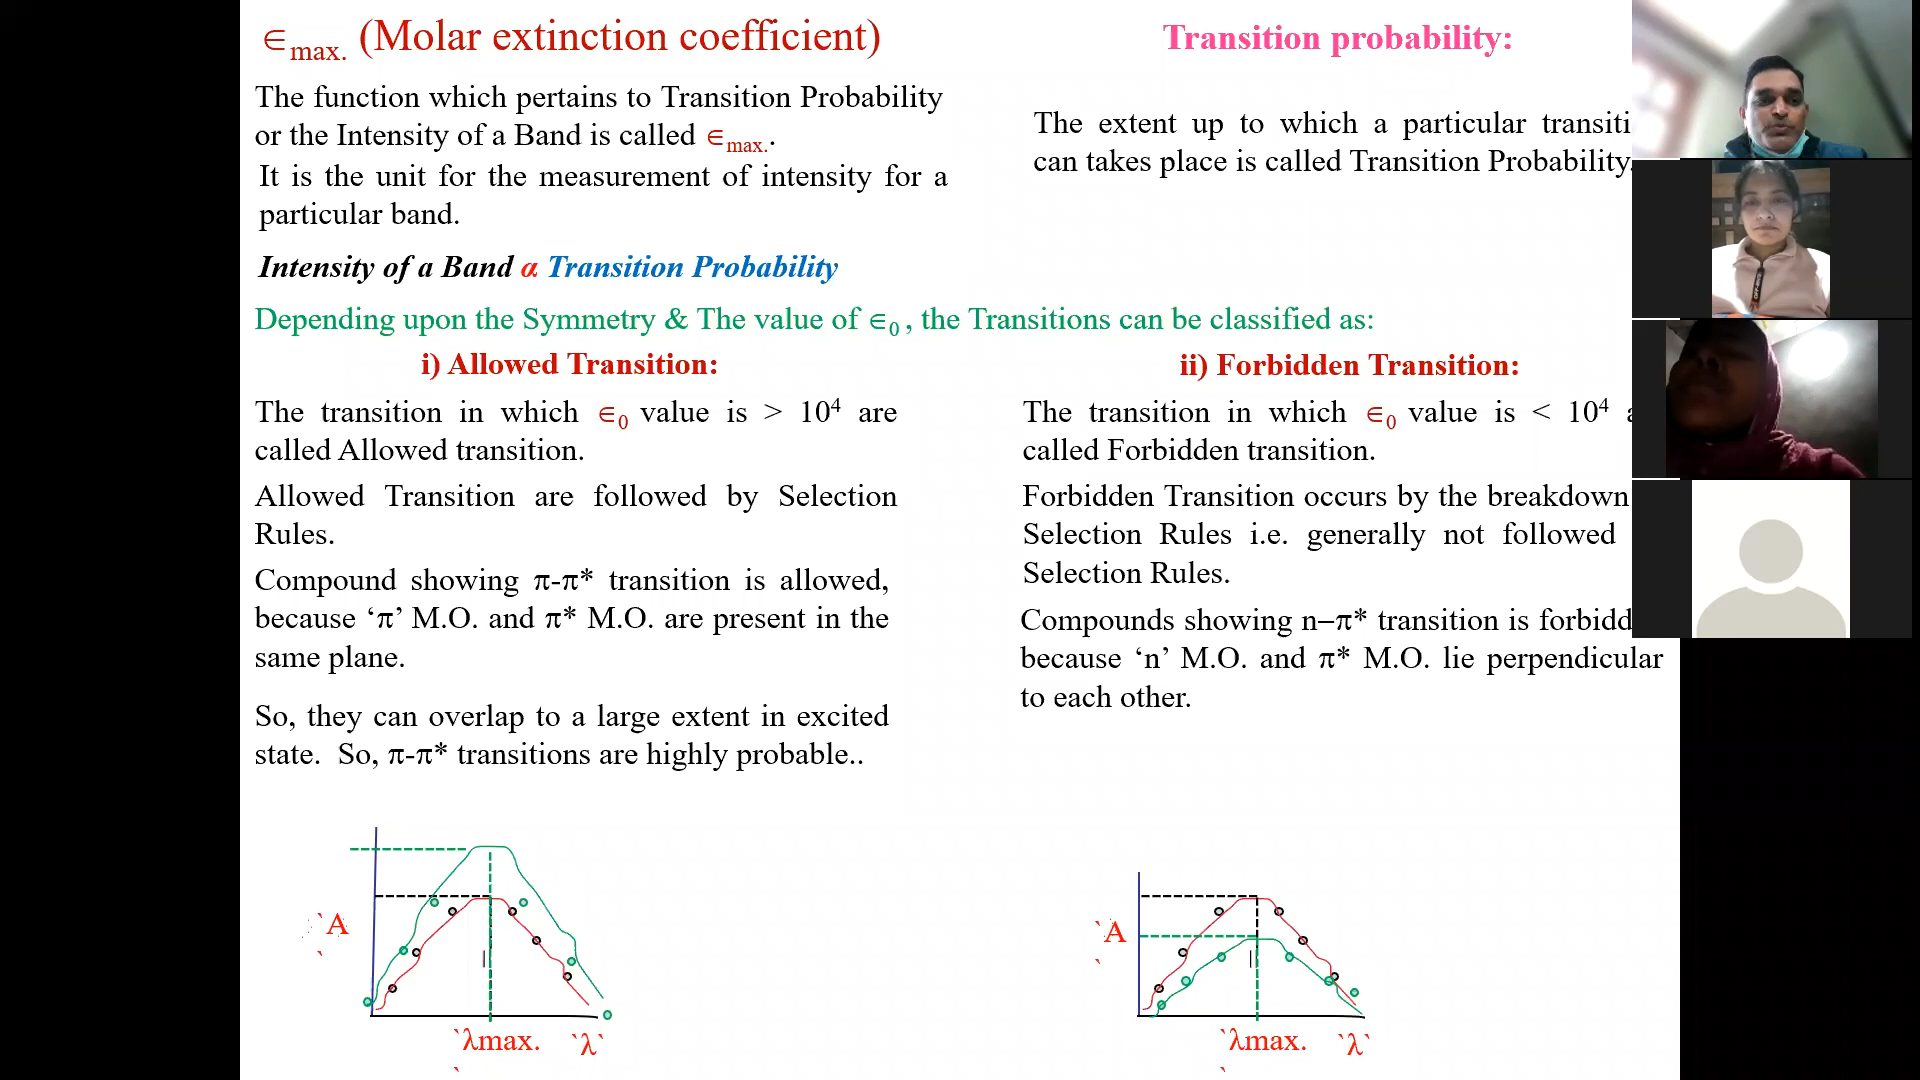 ∈max. (Molar extinction coefficient)
The function which pertains to Transition Probability
or the Intensity of a Band is called ∈max..
It is the unit for the measurement of intensity for a
particular band.
Intensity of a Band α Transition Probability
Transition probability:
The extent up to which a particular transiti
can takes place is called Transition Probability.
Depending upon the Symmetry & The value of ∈0, the Transitions can be classified as:
i) Allowed Transition:
The transition in which ∈0 value is > 10⁴ are
called Allowed transition.
Allowed Transition are followed by Selection
Rules.
Compound showing π-π* transition is allowed,
because ‘π’ M.O. and π* M.O. are present in the
same plane.
So, they can overlap to a large extent in excited
state. So, π-π* transitions are highly probable..
ii) Forbidden Transition:
The transition in which ∈0 value is < 10⁴ a
called Forbidden transition.
Forbidden Transition occurs by the breakdown
Selection Rules i.e. generally not followed
Selection Rules.
Compounds showing n–π* transition is forbidd
because ‘n’ M.O. and π* M.O. lie perpendicular
to each other.
`A`
`λmax.` `λ`
`A`
`λmax.` `λ`